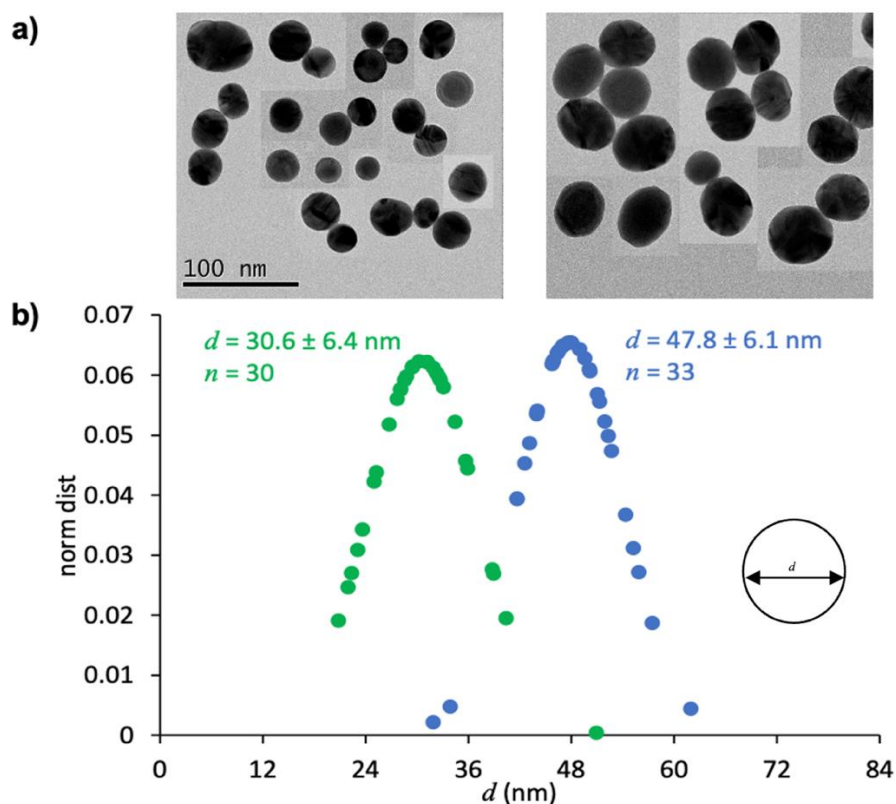 a)
100 nm
b)
0.07
0.06
0.05
0.04
0.03
0.02
0.01
0
norm dist
d = 30.6 ± 6.4 nm
n = 30
d = 47.8 ± 6.1 nm
n = 33
d
0 12 24 36 48 60 72 84
d (nm)